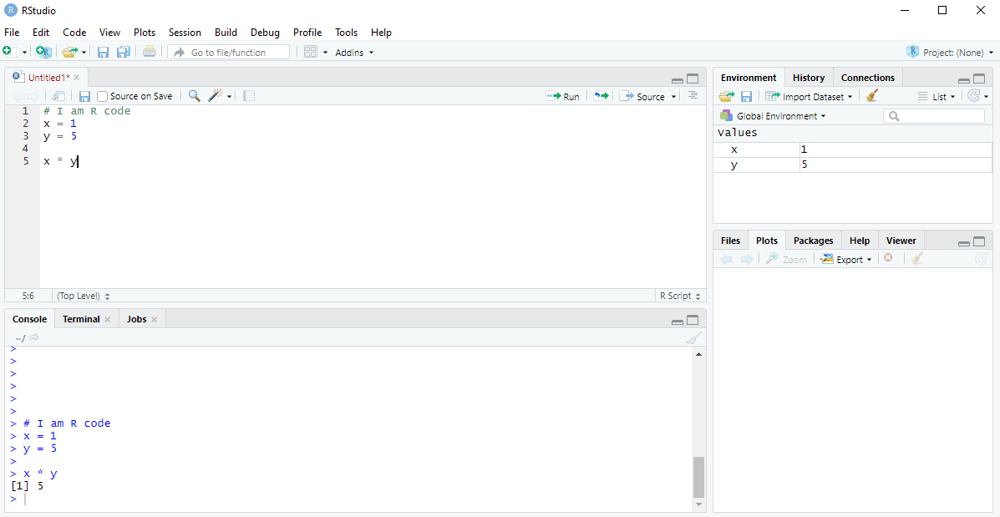 RStudio
File Edit Code View Plots Session Build Debug Profile Tools Help
Go to file/function Addins Project: (None)
Untitled1*
Source on Save Run Source
1 # I am R code
2 x = 1
3 y = 5
4
5 x * y
5:6 (Top Level) R Script
Console Terminal Jobs
~/
>
>
>
>
>
>
> # I am R code
> x = 1
> y = 5
>
> x * y
[1] 5
>
Environment History Connections
Import Dataset List
Global Environment
Values
x 1
y 5
Files Plots Packages Help Viewer
Zoom Export